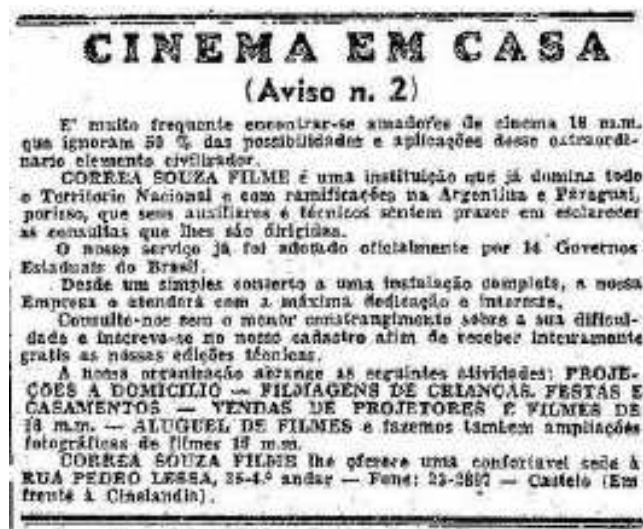 CINEMA EM CASA
(Aviso n. 2)
E' muito frequente encontrar-se amadores de cinema 16 m.m.
que ignoram 50 % das possibilidades e aplicações desse extraordi-
nario elemento civilizador.
CORREA SOUZA FILME é uma instituição que já domina todo
o Territorio Nacional e com ramificações na Argentina e Paraguai,
porisso, que seus auxiliares e técnicos sentem prazer em esclarecer
as consultas que lhes são dirigidas.
O nosso serviço já foi adotado oficialmente por 14 Governos
Estaduais do Brasil.
Desde um simples concerto a uma instalação completa, a nossa
Empresa o atenderá com a máxima dedicação e interesse.
Consulte-nos sem o menor constrangimento sobre a sua dificul-
dade e inscreva-se no nosso cadastro afim de receber inteiramente
gratis as nossas edições técnicas.
A nossa organização abrange as seguintes atividades: PROJE-
ÇÕES A DOMICILIO — FILMAGENS DE CRIANÇAS, FESTAS E
CASAMENTOS — VENDAS DE PROJETORES E FILMES DE
16 m.m. — ALUGUEL DE FILMES e fazemos tambem ampliações
fotográficas de filmes 16 m.m.
CORREA SOUZA FILME lhe oferece uma confortavel sede à
RUA PEDRO LESSA, 35-4.º andar — Fone: — Castelo (Em
frente à Cinelandia).